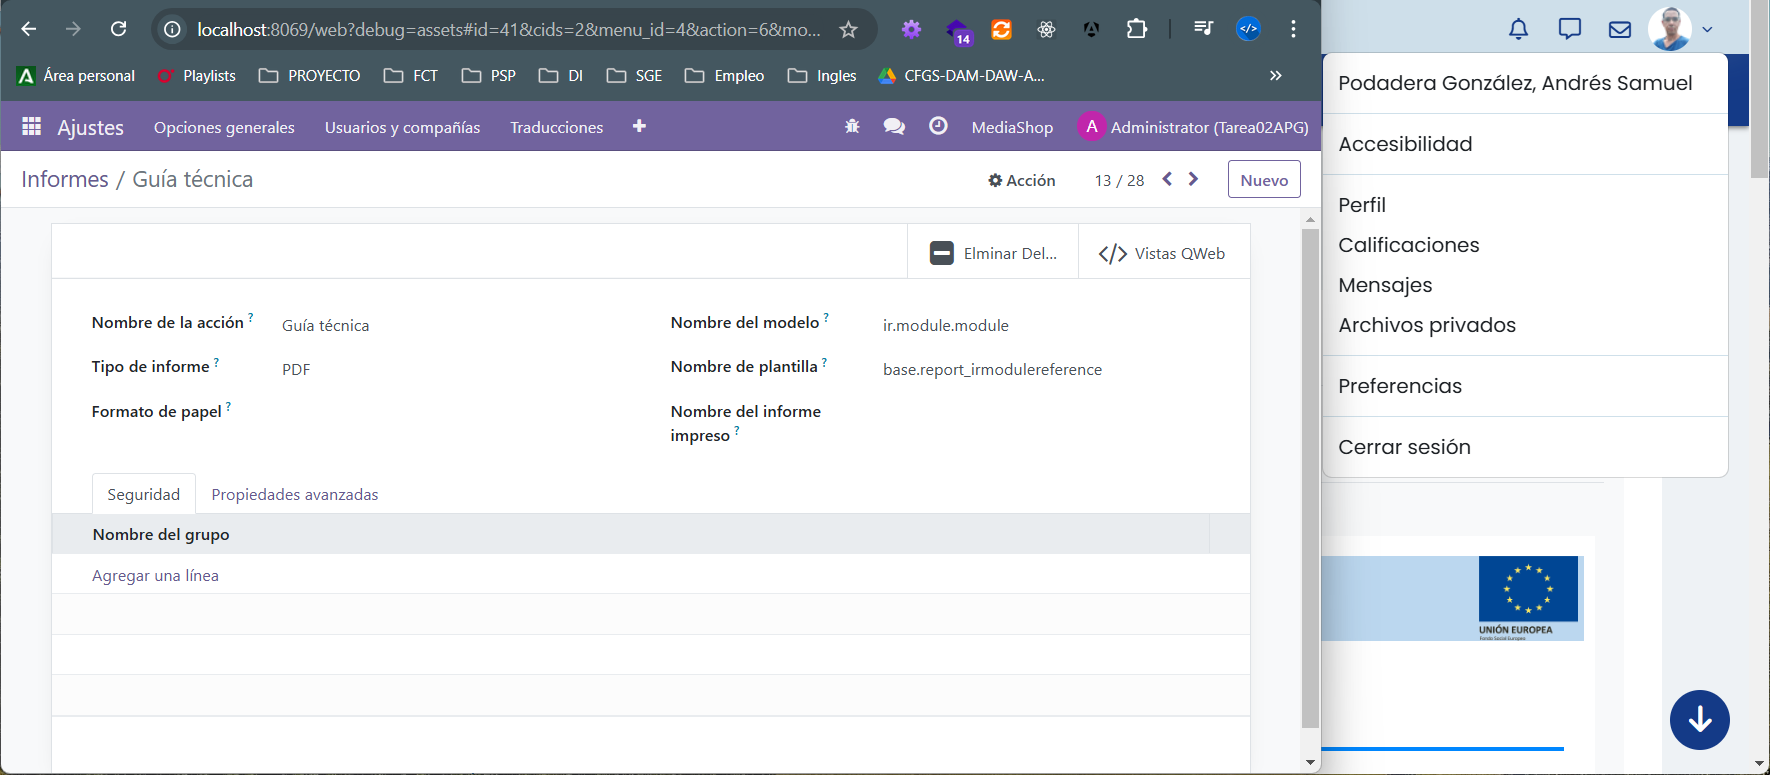 localhost:8069/web?debug=assets#id=41&cids=2&menu_id=4&action=6&mo...
14
Área personal
Playlists
PROYECTO
FCT
PSP
DI
SGE
Empleo
Ingles
CFGS-DAM-DAW-A...
»
Ajustes
Opciones generales
Usuarios y compañías
Traducciones
+
MediaShop
A
Administrator (Tarea02APG)
Informes / Guía técnica
Acción
13 / 28
Nuevo
Elminar Del...
</> Vistas QWeb
Nombre de la acción ?
Guía técnica
Nombre del modelo ?
ir.module.module
Tipo de informe ?
PDF
Nombre de plantilla ?
base.report_irmodulereference
Formato de papel ?
Nombre del informe
impreso ?
Seguridad
Propiedades avanzadas
Nombre del grupo
Agregar una línea
Podadera González, Andrés Samuel
Accesibilidad
Perfil
Calificaciones
Mensajes
Archivos privados
Preferencias
Cerrar sesión
UNIÓN EUROPEA
Fondo Social Europeo